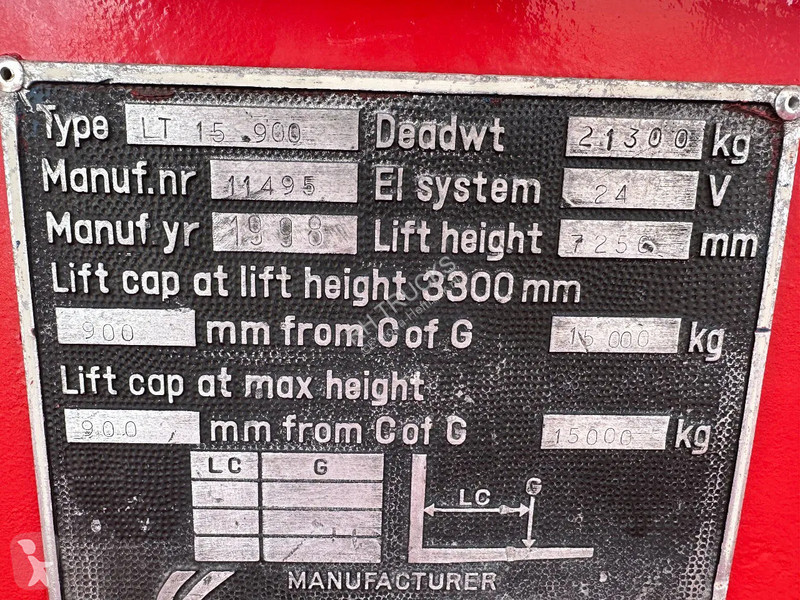 Type LT 15 900 Deadwt 21300 kg
Manuf.nr 11495 El system 24 V
Manuf yr 1998 Lift height mm
Lift cap at lift height 3300 mm
900 mm from C of G 15 000 kg
Lift cap at max height
900 mm from C of G 15000 kg
LC G
LC G
MANUFACTURER